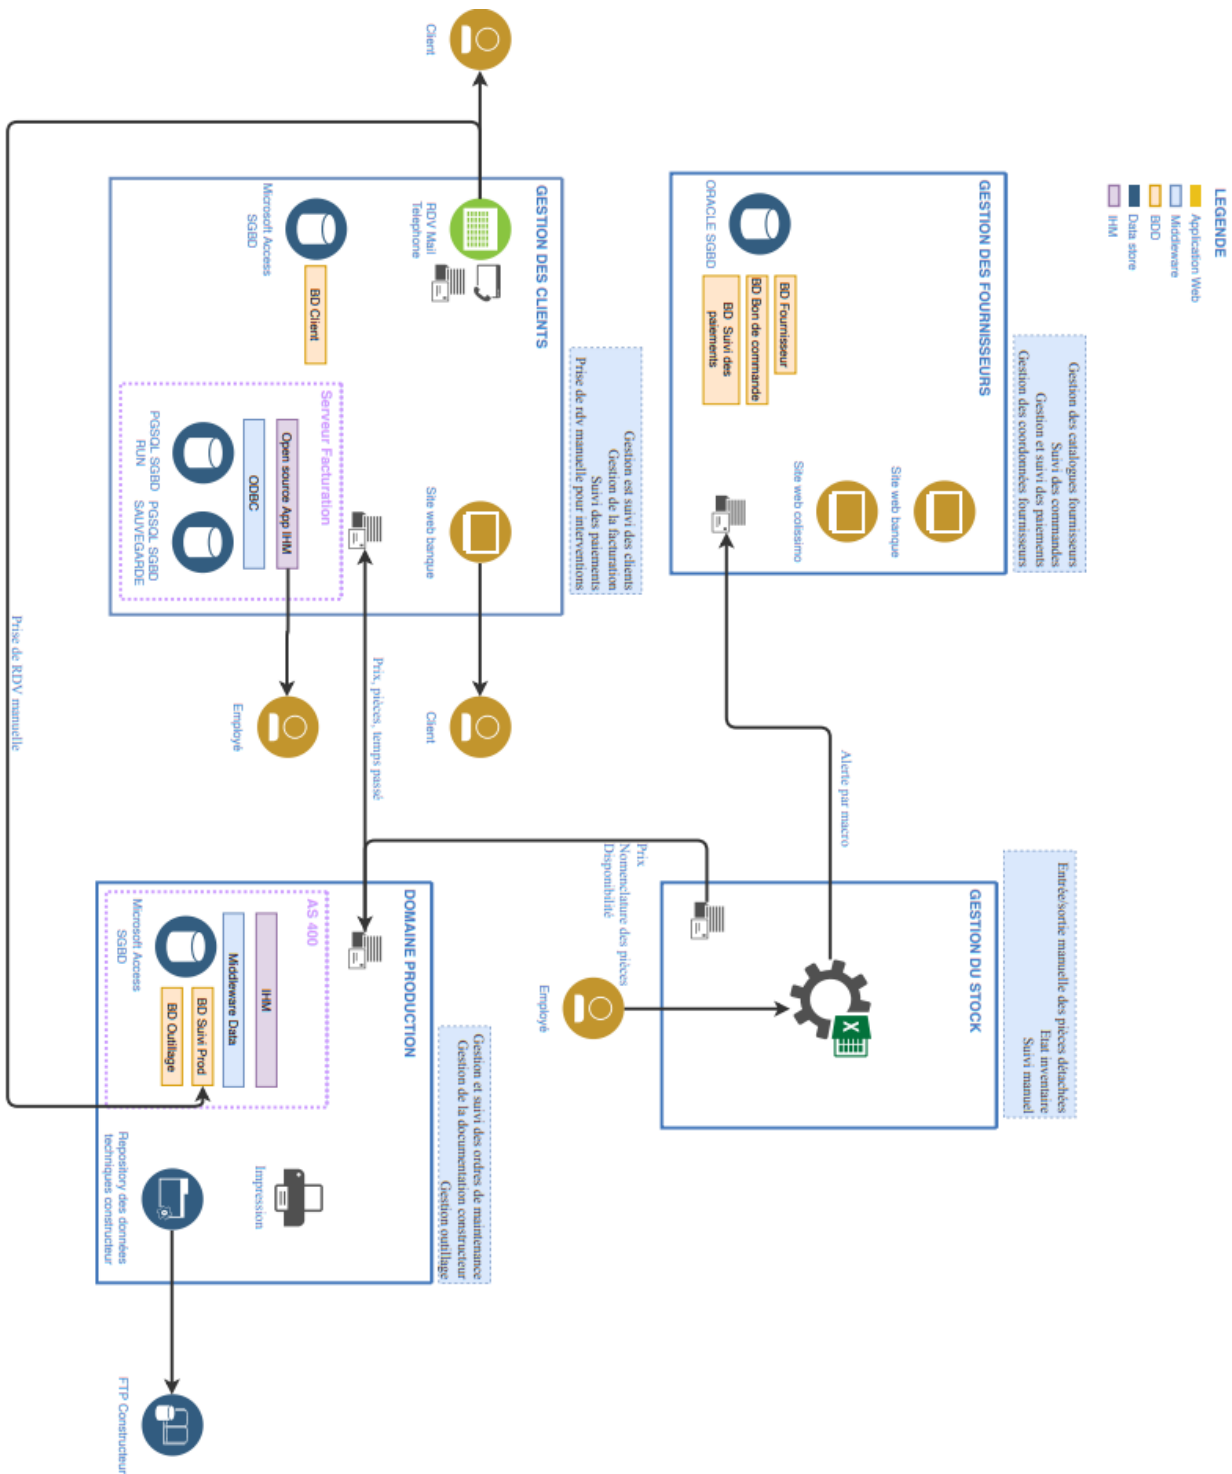 LEGENDE
Application Web
Middleware
BDD
Data store
IHM
Gestion des catalogues fournisseurs
Suivi des commandes
Gestion et suivi des paiements
Gestion des coordonnées fournisseurs
GESTION DES FOURNISSEURS
ORACLE SGBD
BD Fournisseur
BD Bon de commande
BD Suivi des
paiements
Site web banque
Site web colissimo
Alerte par macro
Entrée/sortie manuelle des pièces détachées
Etat inventaire
Suivi manuel
GESTION DU STOCK
X
Prix
Nomenclature des pièces
Disponibilité
Employé
Gestion est suivi des clients
Gestion de la facturation
Suivi des paiements
Prise de rdv manuelle pour interventions
GESTION DES CLIENTS
Client
RDV Mail
Telephone
Microsoft Access
SGBD
BD Client
Site web banque
Client
Serveur Facturation
Open source App IHM
ODBC
PGSQL SGBD
RUN
PGSQL SGBD
SAUVEGARDE
Employé
Prix, pièces, temps passé
Prise de RDV manuelle
Gestion et suivi des ordres de maintenance
Gestion de la documentation constructeur
Gestion outillage
DOMAINE PRODUCTION
AS 400
IHM
Middleware Data
Microsoft Access
SGBD
BD Suivi Prod
BD Outillage
Impression
Repository des données
techniques constructeur
FTP Constructeur